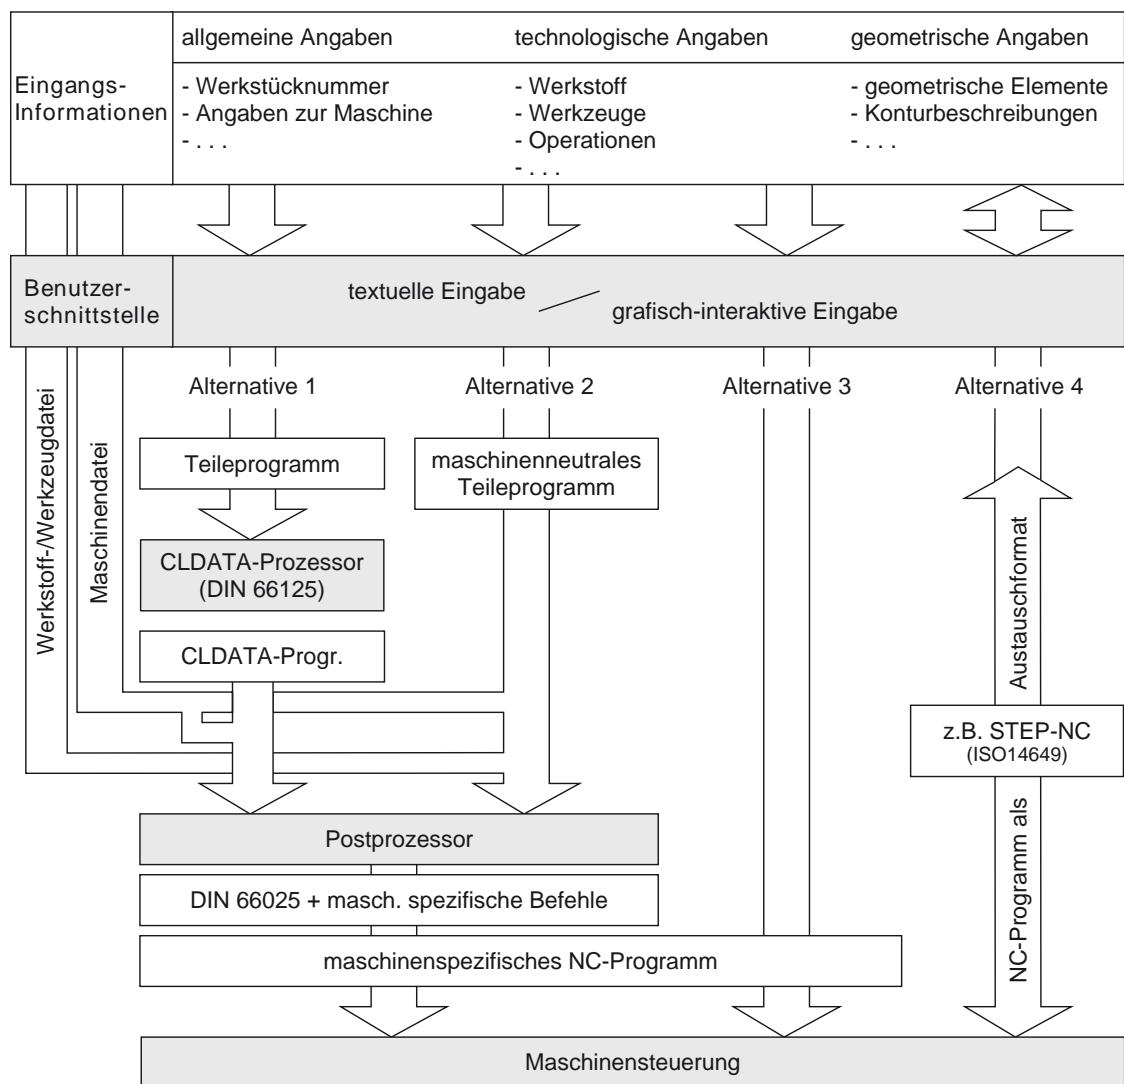 allgemeine Angaben
technologische Angaben
geometrische Angaben
Eingangs-
Informationen
- Werkstücknummer
- Angaben zur Maschine
- . . .
- Werkstoff
- Werkzeuge
- Operationen
- . . .
- geometrische Elemente
- Konturbeschreibungen
- . . .
Benutzer-
schnittstelle
textuelle Eingabe
grafisch-interaktive Eingabe
Alternative 1
Alternative 2
Alternative 3
Alternative 4
Werkstoff-/Werkzeugdatei
Maschinendatei
Teileprogramm
maschinenneutrales
Teileprogramm
CLDATA-Prozessor
(DIN 66125)
CLDATA-Progr.
Austauschformat
z.B. STEP-NC
(ISO14649)
NC-Programm als
Postprozessor
DIN 66025 + masch. spezifische Befehle
maschinenspezifisches NC-Programm
Maschinensteuerung